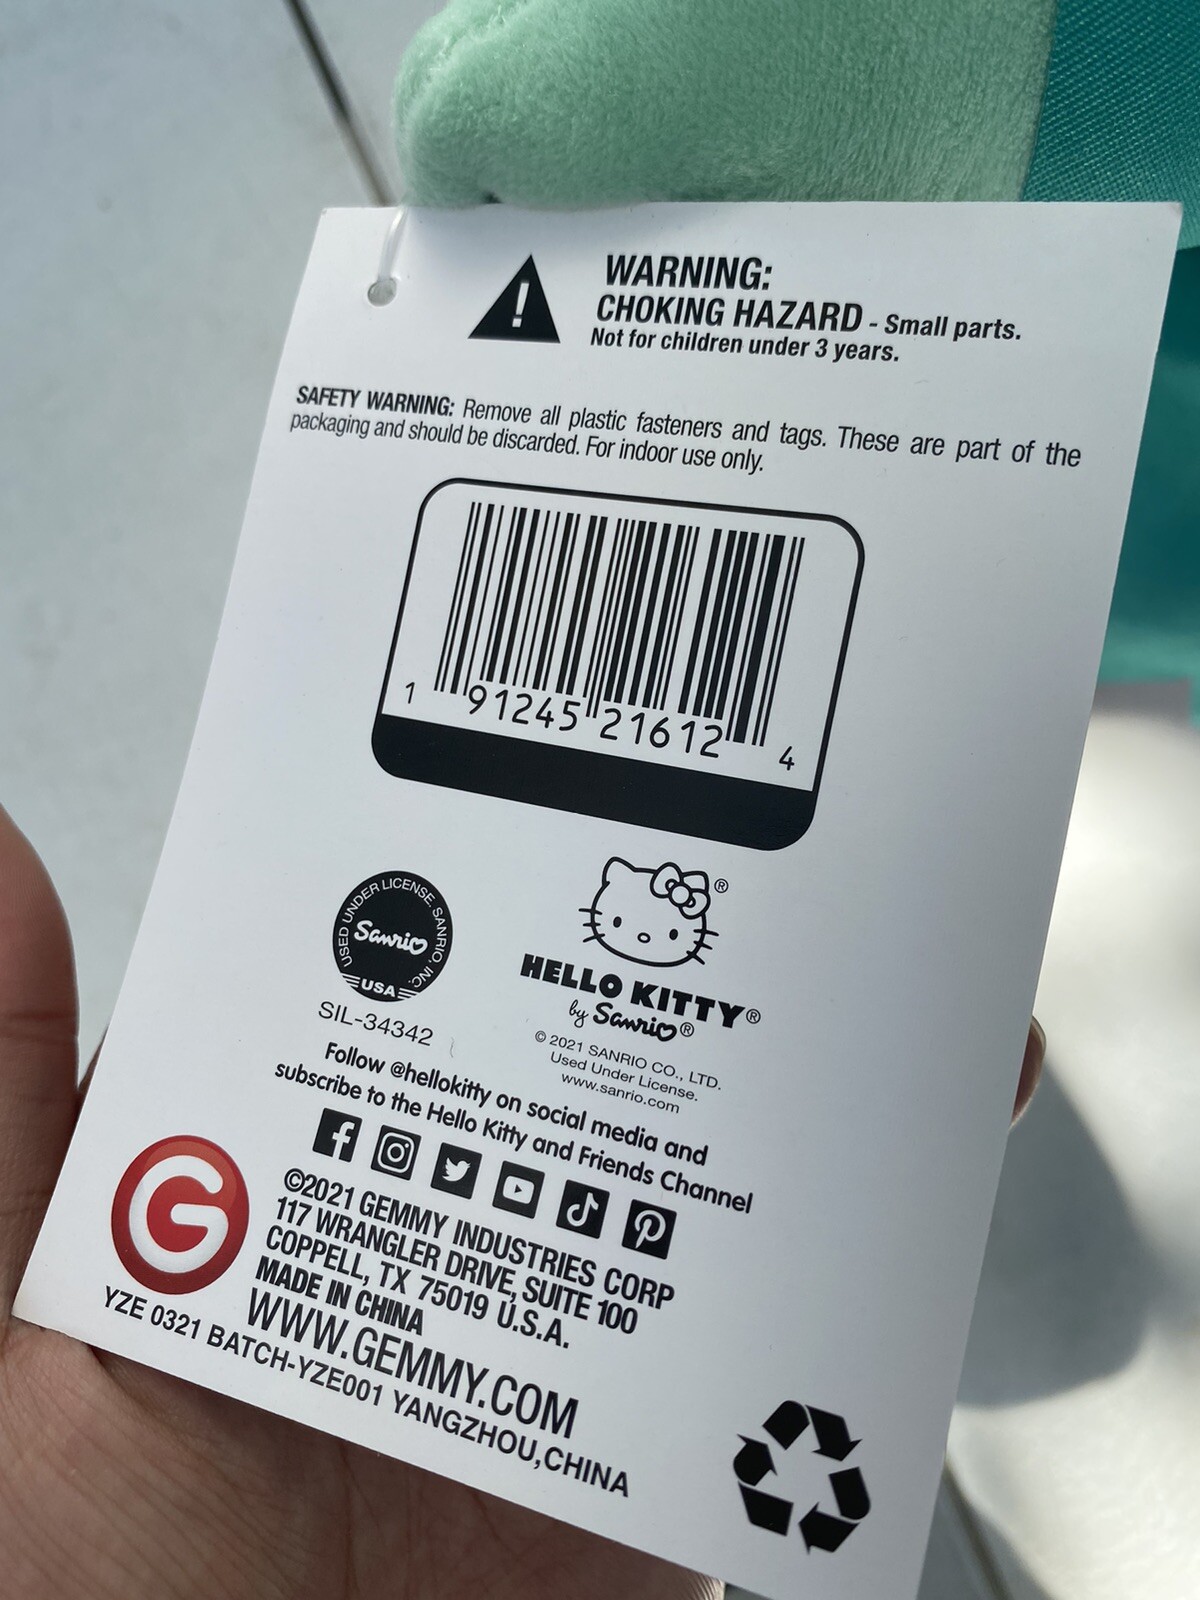 WARNING:
CHOKING HAZARD - Small parts.
Not for children under 3 years.
SAFETY WARNING: Remove all plastic fasteners and tags. These are part of the
packaging and should be discarded. For indoor use only.
1 91245 21612 4
USED UNDER LICENSE, SANRIO, INC.
Sanrio
USA
SIL-34342
®
HELLO KITTY®
by Sanrio®
© 2021 SANRIO CO., LTD.
Used Under License.
www.sanrio.com
Follow @hellokitty on social media and
subscribe to the Hello Kitty and Friends Channel
G
©2021 GEMMY INDUSTRIES CORP
117 WRANGLER DRIVE, SUITE 100
COPPELL, TX 75019 U.S.A.
MADE IN CHINA
WWW.GEMMY.COM
YZE 0321 BATCH-YZE001 YANGZHOU,CHINA